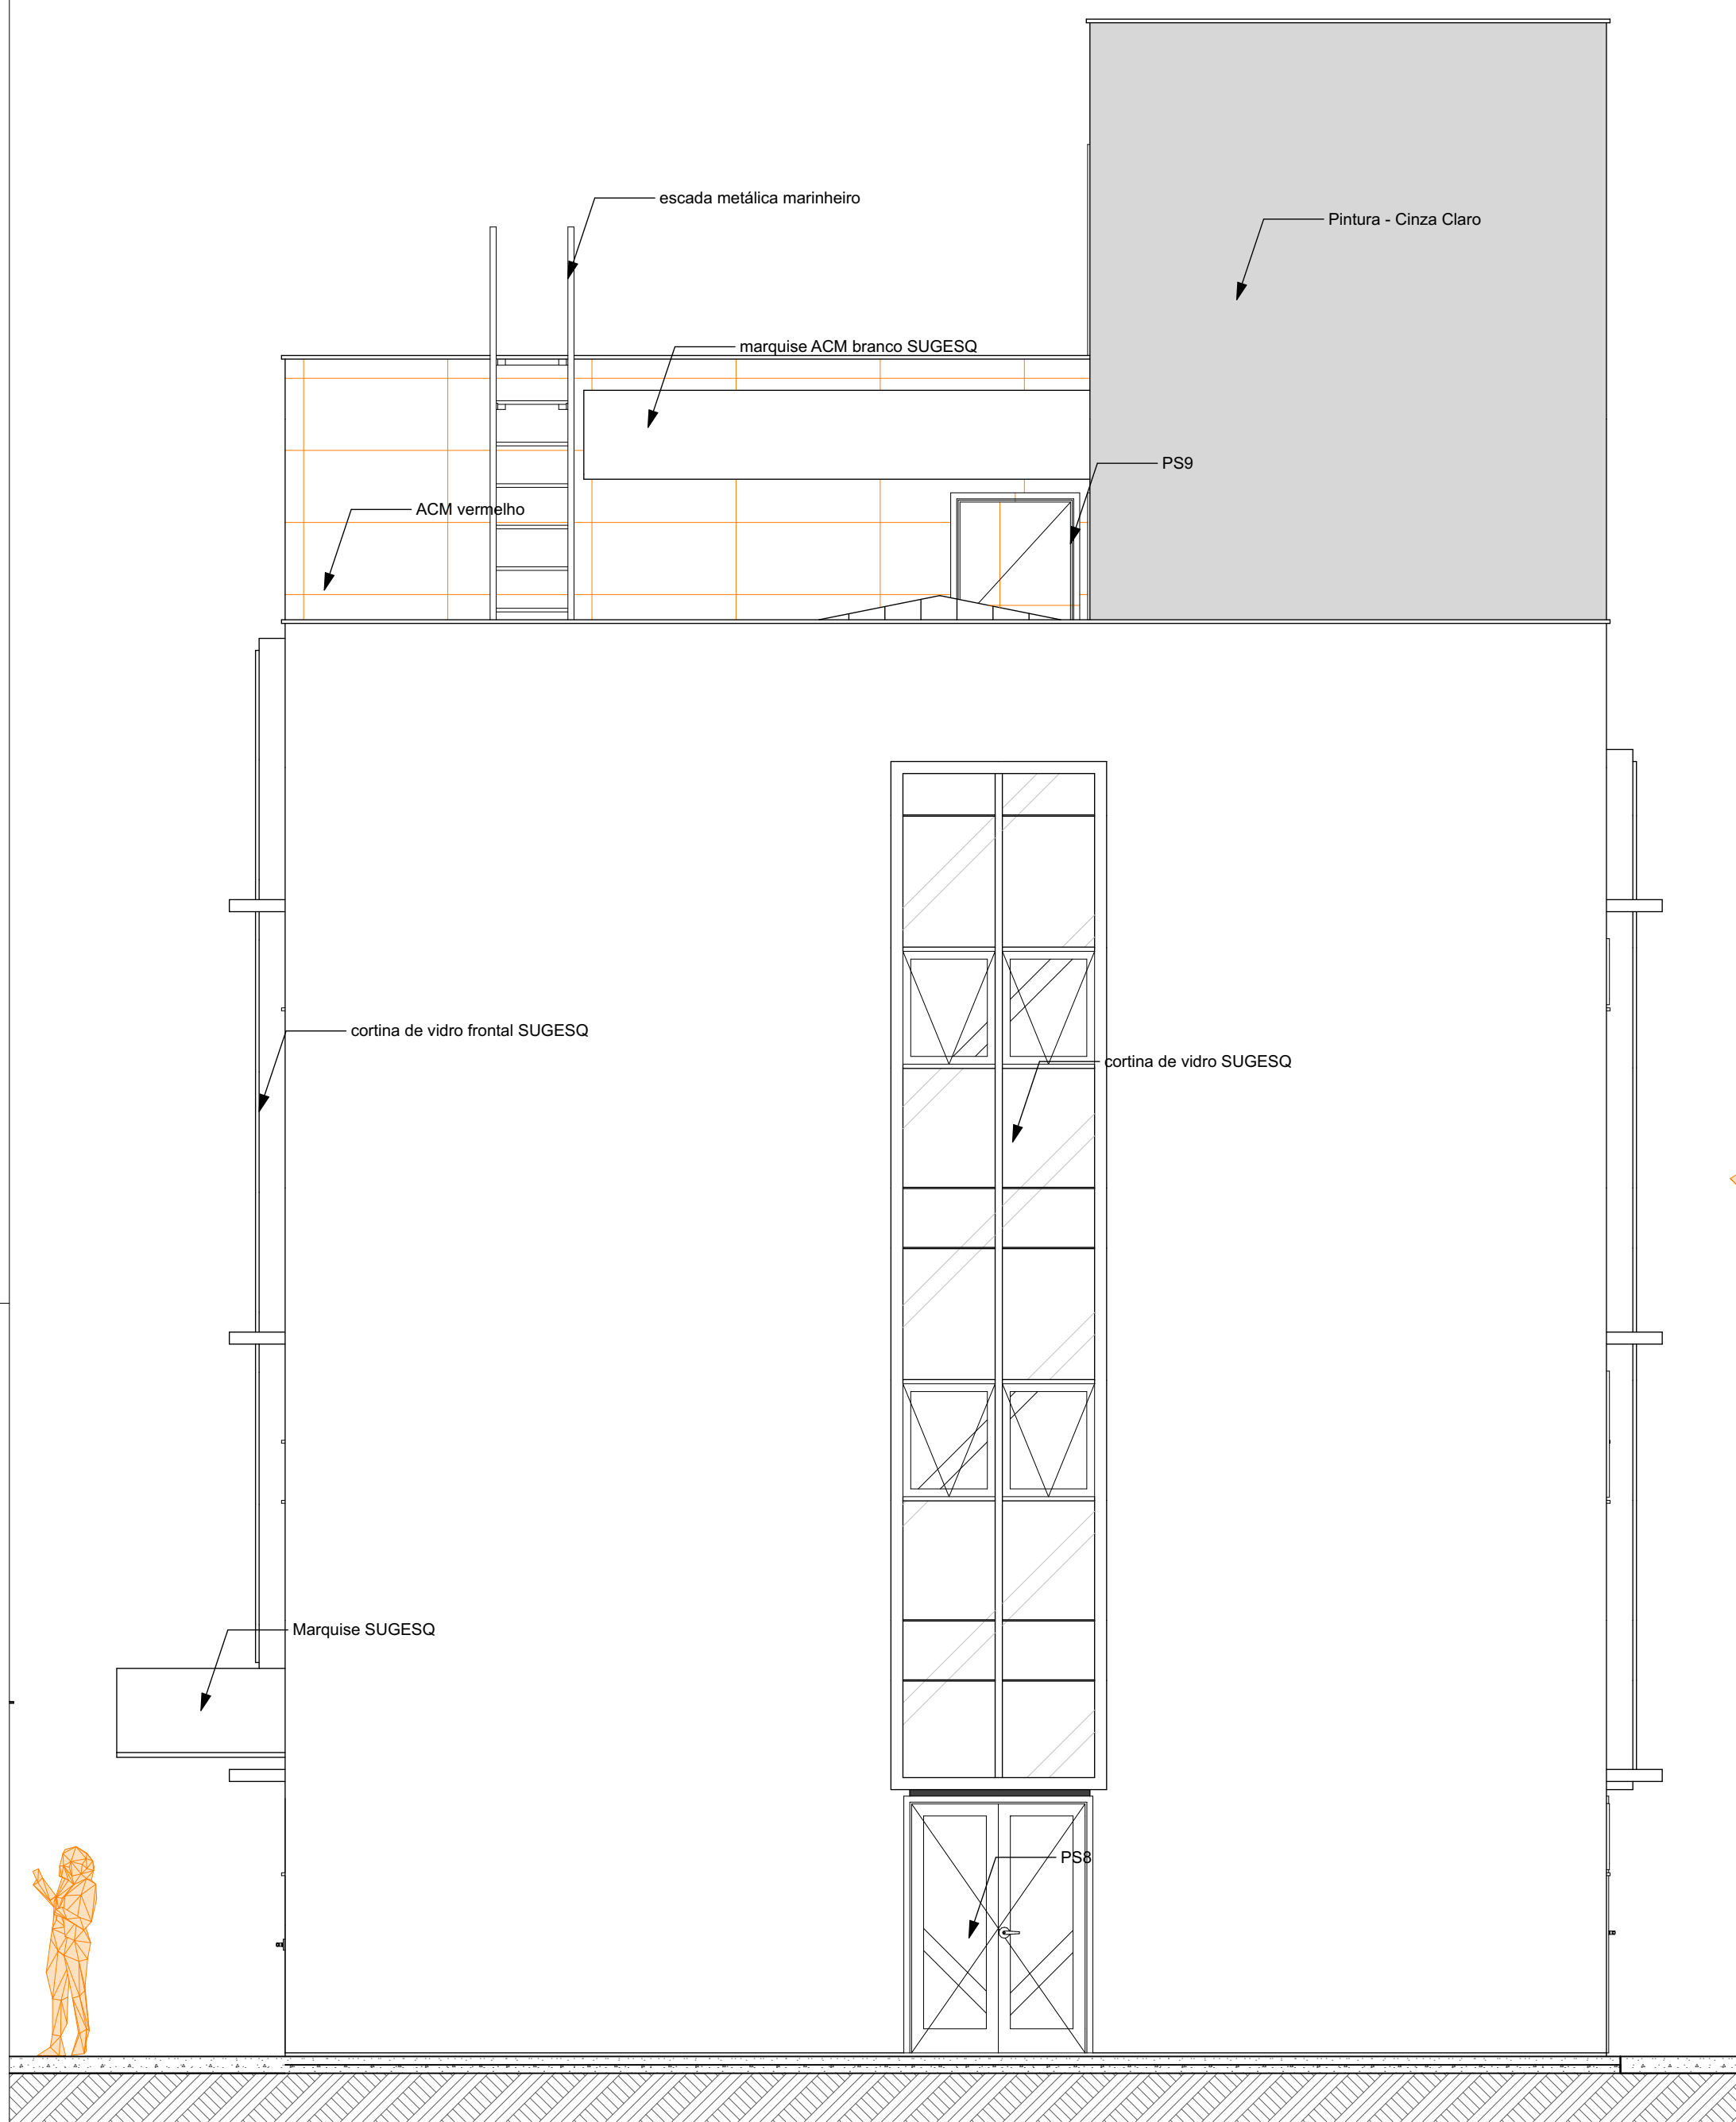 escada metálica marinheiro
Pintura - Cinza Claro
marquise ACM branco SUGESQ
PS9
ACM vermelho
cortina de vidro frontal SUGESQ
cortina de vidro SUGESQ
Marquise SUGESQ
PS8